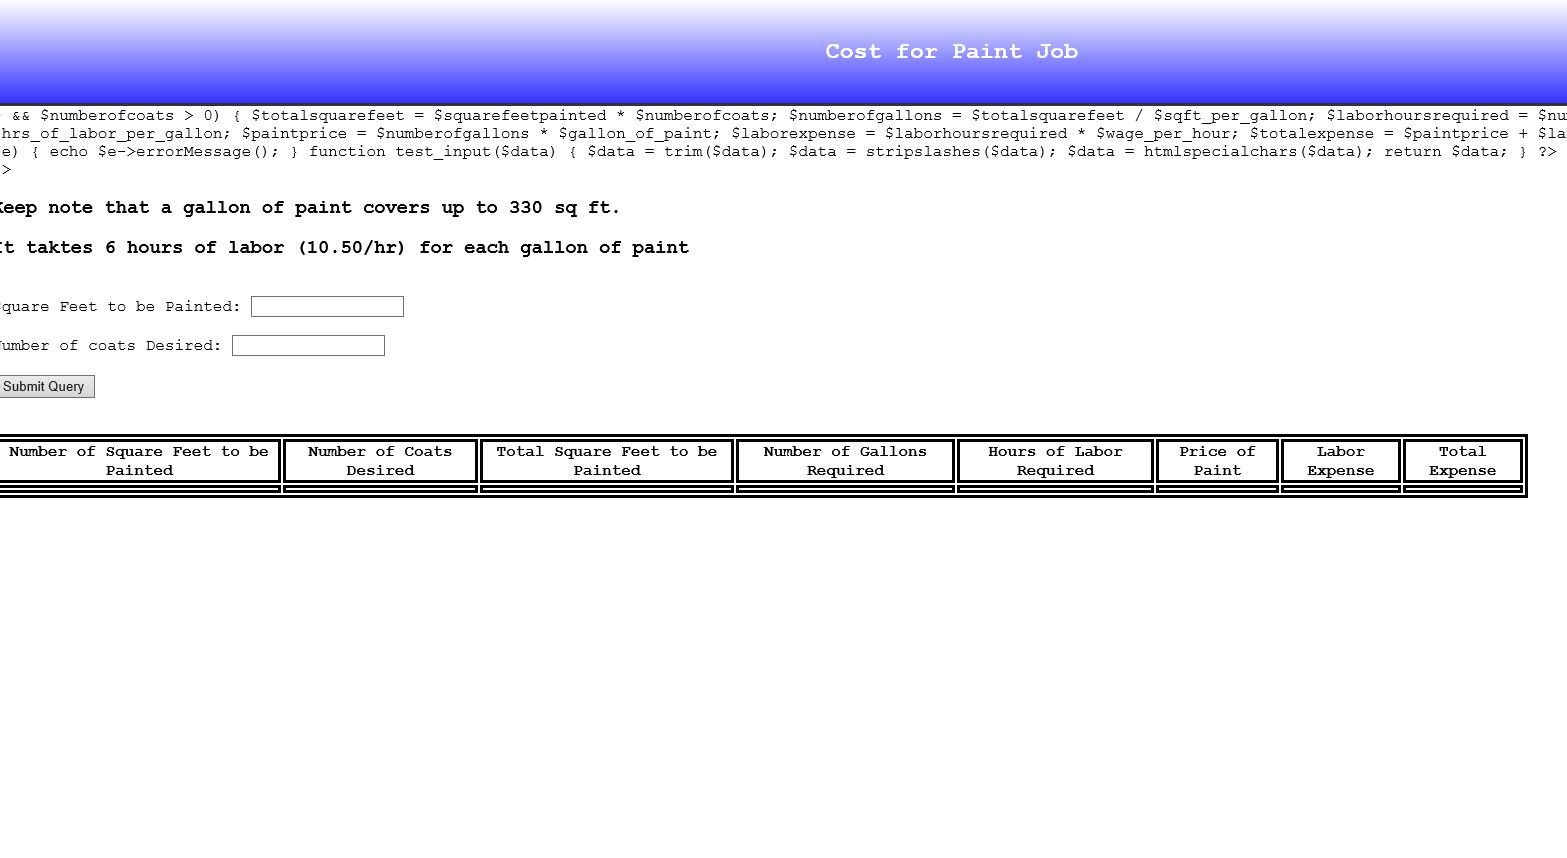 Cost for Paint Job
&& $numberofcoats > 0) { $totalsquarefeet = $squarefeetpainted * $numberofcoats; $numberofgallons = $totalsquarefeet / $sqft_per_gallon; $laborhoursrequired = $nu
hrs_of_labor_per_gallon; $paintprice = $numberofgallons * $gallon_of_paint; $laborexpense = $laborhoursrequired * $wage_per_hour; $totalexpense = $paintprice + $la
e) { echo $e->errorMessage(); } function test_input($data) { $data = trim($data); $data = stripslashes($data); $data = htmlspecialchars($data); return $data; } ?>
>
Keep note that a gallon of paint covers up to 330 sq ft.
It taktes 6 hours of labor (10.50/hr) for each gallon of paint
quare Feet to be Painted:
umber of coats Desired:
Submit Query
Number of Square Feet to be Painted
Number of Coats Desired
Total Square Feet to be Painted
Number of Gallons Required
Hours of Labor Required
Price of Paint
Labor Expense
Total Expense